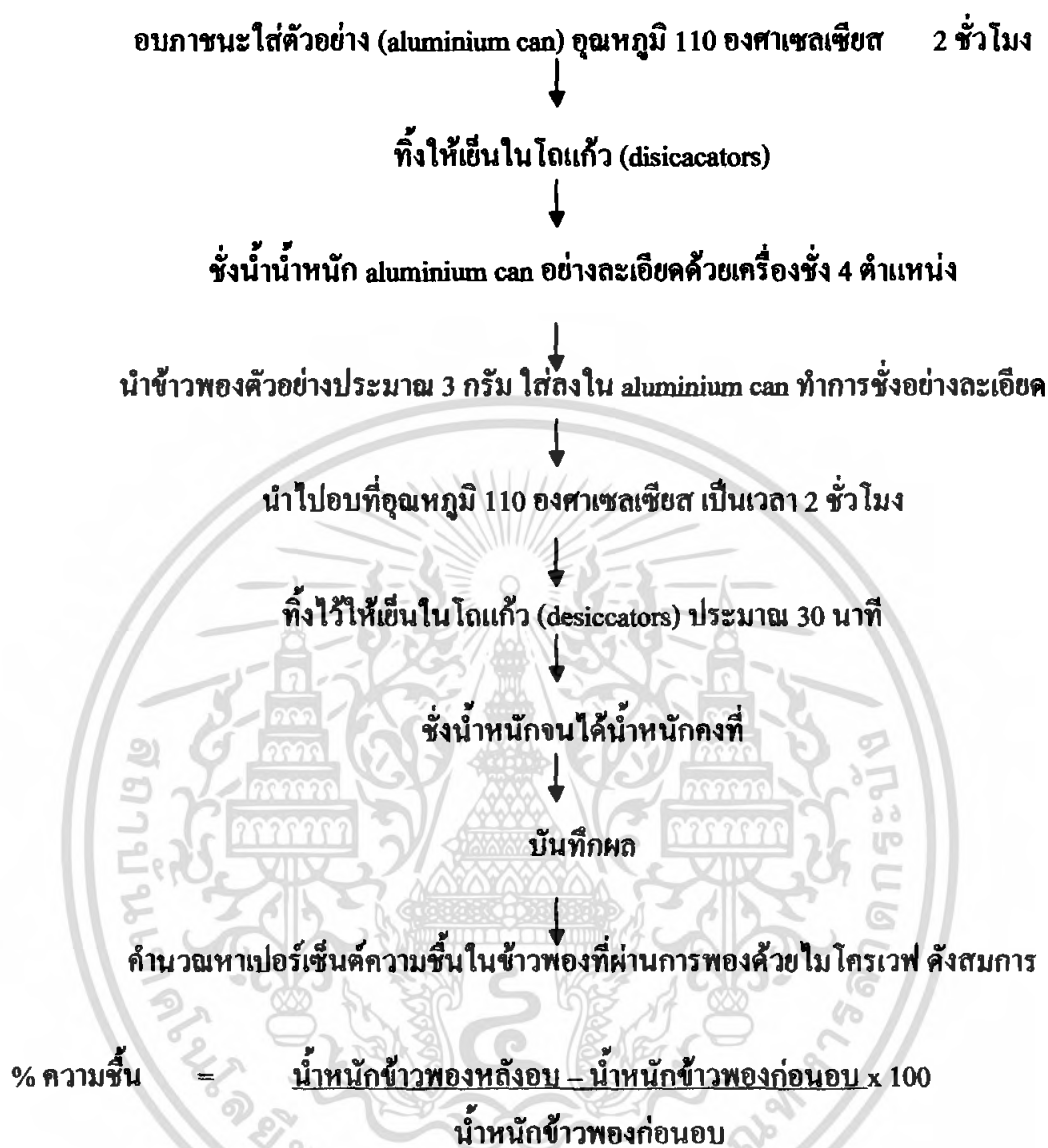 อบภาชนะใส่ตัวอย่าง (aluminium can) อุณหภูมิ 110 องศาเซลเซียส 2 ชั่วโมง
ทิ้งให้เย็นในโถแก้ว (disicacators)
ชั่งน้ำน้ำหนัก aluminium can อย่างละเอียดด้วยเครื่องชั่ง 4 ตำแหน่ง
นำข้าวพองตัวอย่างประมาณ 3 กรัม ใส่ลงใน aluminium can ทำการชั่งอย่างละเอียด
นำไปอบที่อุณหภูมิ 110 องศาเซลเซียส เป็นเวลา 2 ชั่วโมง
ทิ้งไว้ให้เย็นในโถแก้ว (desiccators) ประมาณ 30 นาที
ชั่งน้ำหนักจนได้น้ำหนักคงที่
บันทึกผล
คำนวณหาเปอร์เซ็นต์ความชื้นในข้าวพองที่ผ่านการพองด้วยไมโครเวฟ ดังสมการ
% ความชื้น = น้ำหนักข้าวพองหลังอบ – น้ำหนักข้าวพองก่อนอบ x 100
น้ำหนักข้าวพองก่อนอบ